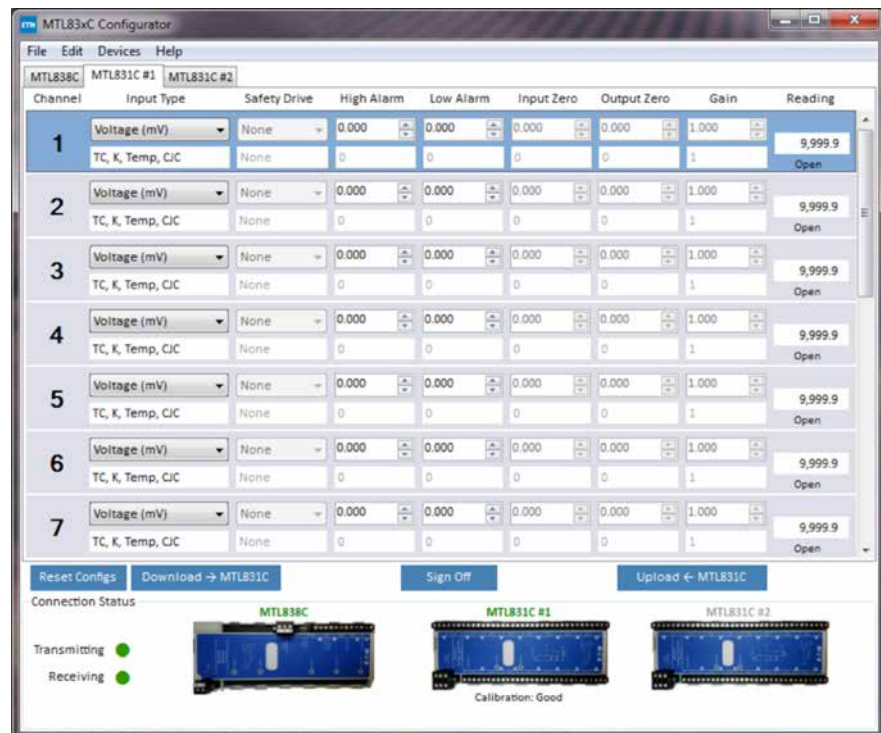 ETN MTL83xC Configurator
File Edit Devices Help
MTL838C MTL831C #1 MTL831C #2
Channel Input Type Safety Drive High Alarm Low Alarm Input Zero Output Zero Gain Reading
1 Voltage (mV) None 0.000 0.000 0.000 0.000 1.000 9,999.9
TC, K, Temp, CJC None 0 0 0 0 1 Open
2 Voltage (mV) None 0.000 0.000 0.000 0.000 1.000 9,999.9
TC, K, Temp, CJC None 0 0 0 0 1 Open
3 Voltage (mV) None 0.000 0.000 0.000 0.000 1.000 9,999.9
TC, K, Temp, CJC None 0 0 0 0 1 Open
4 Voltage (mV) None 0.000 0.000 0.000 0.000 1.000 9,999.9
TC, K, Temp, CJC None 0 0 0 0 1 Open
5 Voltage (mV) None 0.000 0.000 0.000 0.000 1.000 9,999.9
TC, K, Temp, CJC None 0 0 0 0 1 Open
6 Voltage (mV) None 0.000 0.000 0.000 0.000 1.000 9,999.9
TC, K, Temp, CJC None 0 0 0 0 1 Open
7 Voltage (mV) None 0.000 0.000 0.000 0.000 1.000 9,999.9
TC, K, Temp, CJC None 0 0 0 0 1 Open
Reset Configs Download → MTL831C Sign Off Upload ← MTL831C
Connection Status
MTL838C MTL831C #1 MTL831C #2
Transmitting
Receiving
Calibration: Good